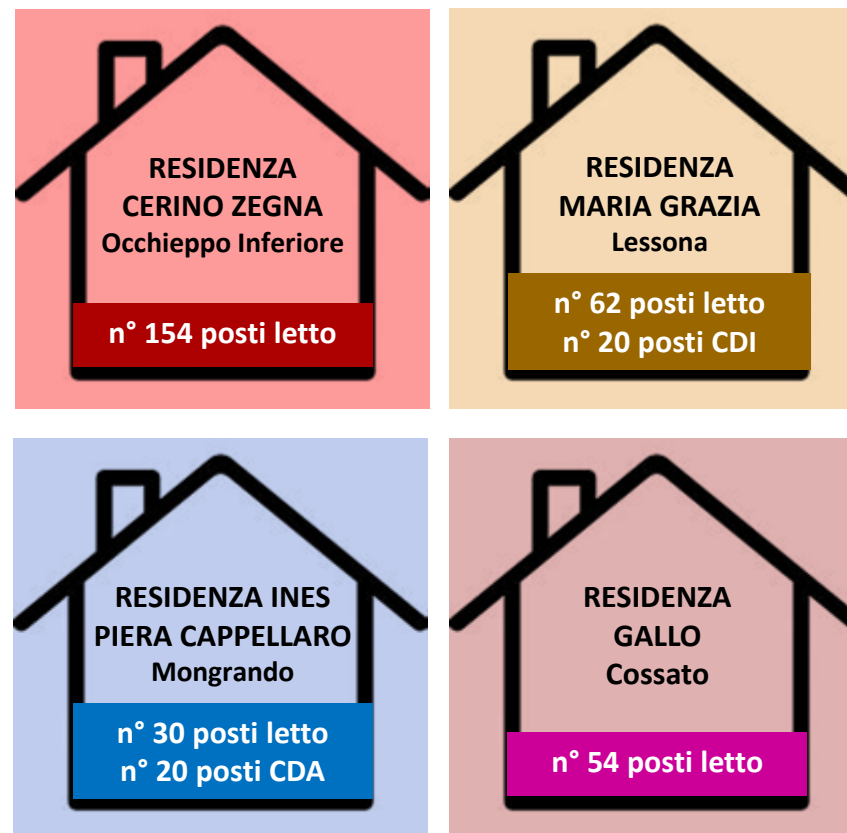 RESIDENZA
CERINO ZEGNA
Occhieppo Inferiore
n° 154 posti letto
RESIDENZA
MARIA GRAZIA
Lessona
n° 62 posti letto
n° 20 posti CDI
RESIDENZA INES
PIERA CAPPELLARO
Mongrando
n° 30 posti letto
n° 20 posti CDA
RESIDENZA
GALLO
Cossato
n° 54 posti letto